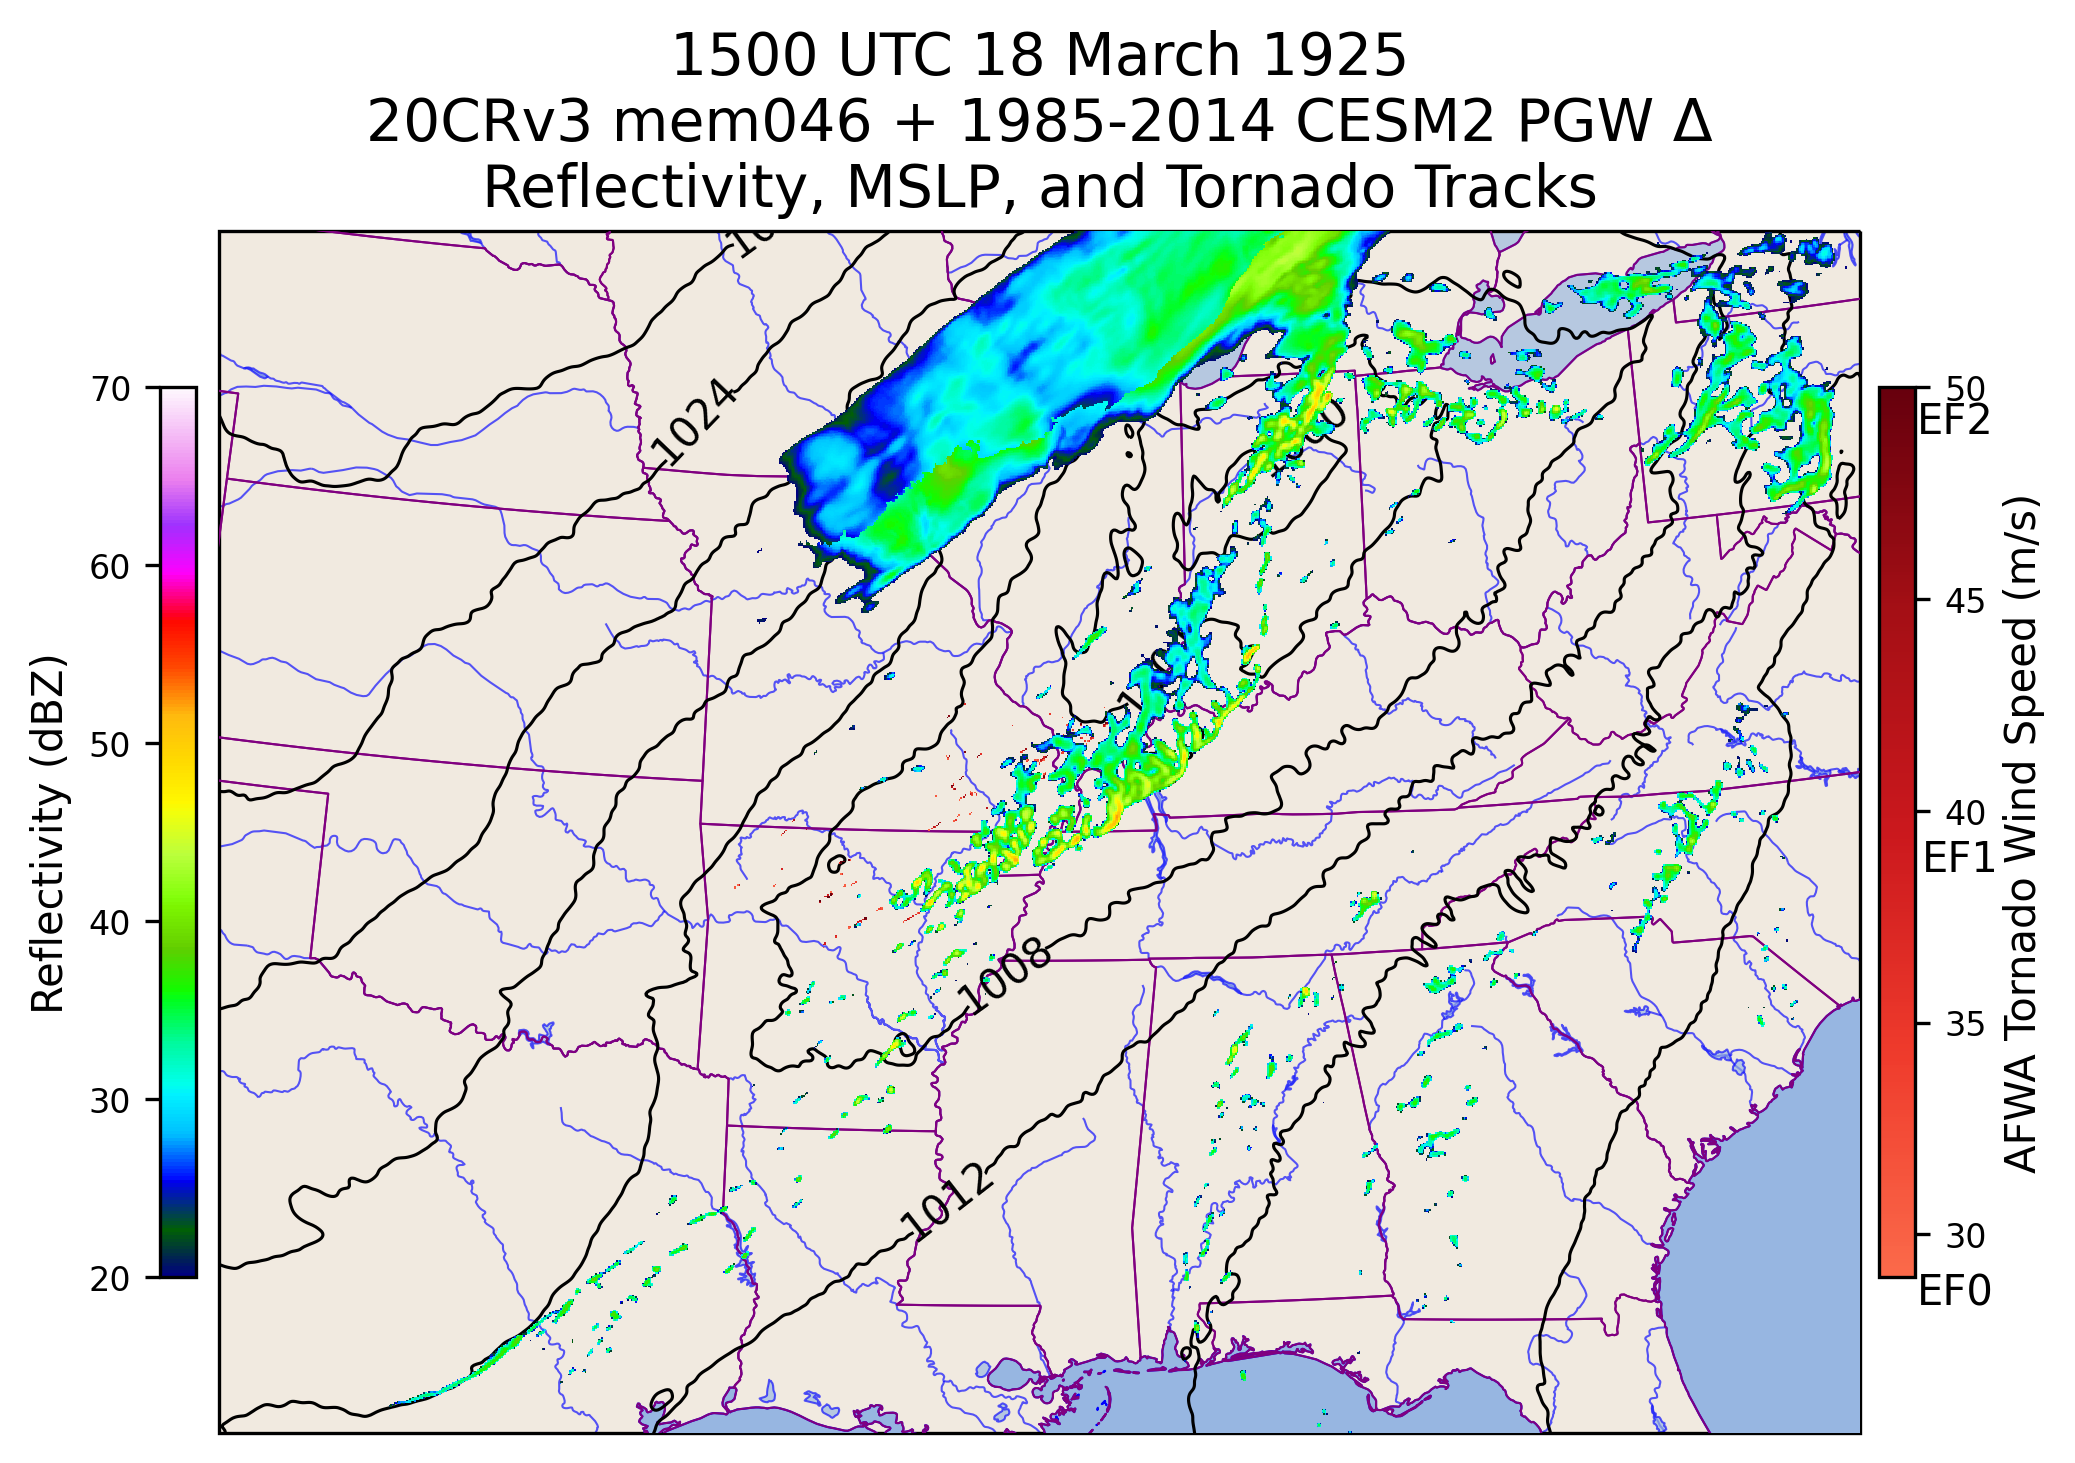 1500 UTC 18 March 1925
20CRv3 mem046 + 1985-2014 CESM2 PGW Δ
Reflectivity, MSLP, and Tornado Tracks
1024
1008
1012
Reflectivity (dBZ)
70
60
50
40
30
20
50
EF2
45
40
EF1
35
30
EF0
AFWA Tornado Wind Speed (m/s)